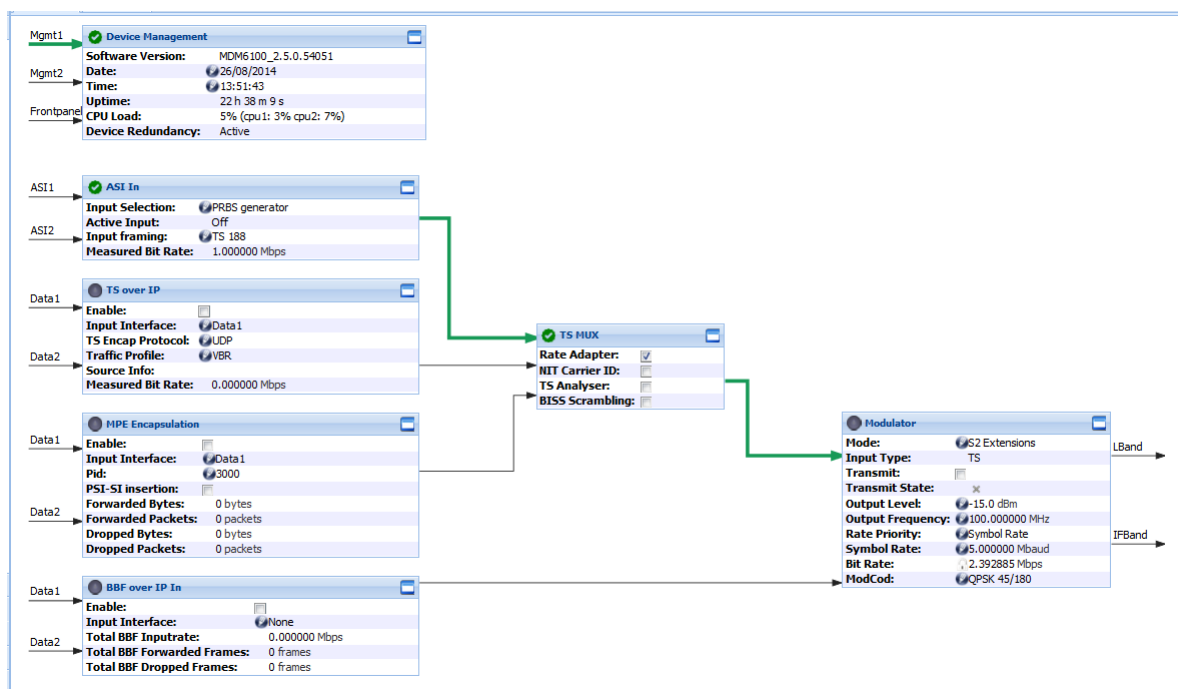 Mgmt1
Mgmt2
Frontpanel
Device Management
Software Version: MDM6100_2.5.0.54051
Date: 26/08/2014
Time: 13:51:43
Uptime: 22 h 38 m 9 s
CPU Load: 5% (cpu1: 3% cpu2: 7%)
Device Redundancy: Active
ASI1
ASI2
ASI In
Input Selection: PRBS generator
Active Input: Off
Input framing: TS 188
Measured Bit Rate: 1.000000 Mbps
Data1
Data2
TS over IP
Enable:
Input Interface: Data1
TS Encap Protocol: UDP
Traffic Profile: VBR
Source Info:
Measured Bit Rate: 0.000000 Mbps
TS MUX
Rate Adapter:
NIT Carrier ID:
TS Analyser:
BISS Scrambling:
Data1
Data2
MPE Encapsulation
Enable:
Input Interface: Data1
Pid: 3000
PSI-SI insertion:
Forwarded Bytes: 0 bytes
Forwarded Packets: 0 packets
Dropped Bytes: 0 bytes
Dropped Packets: 0 packets
Modulator
Mode: S2 Extensions
Input Type: TS
Transmit:
Transmit State:
Output Level: -15.0 dBm
Output Frequency: 100.000000 MHz
Rate Priority: Symbol Rate
Symbol Rate: 5.000000 Mbaud
Bit Rate: 2.392885 Mbps
ModCod: QPSK 45/180
LBand
IFBand
Data1
Data2
BBF over IP In
Enable:
Input Interface: None
Total BBF Inputrate: 0.000000 Mbps
Total BBF Forwarded Frames: 0 frames
Total BBF Dropped Frames: 0 frames